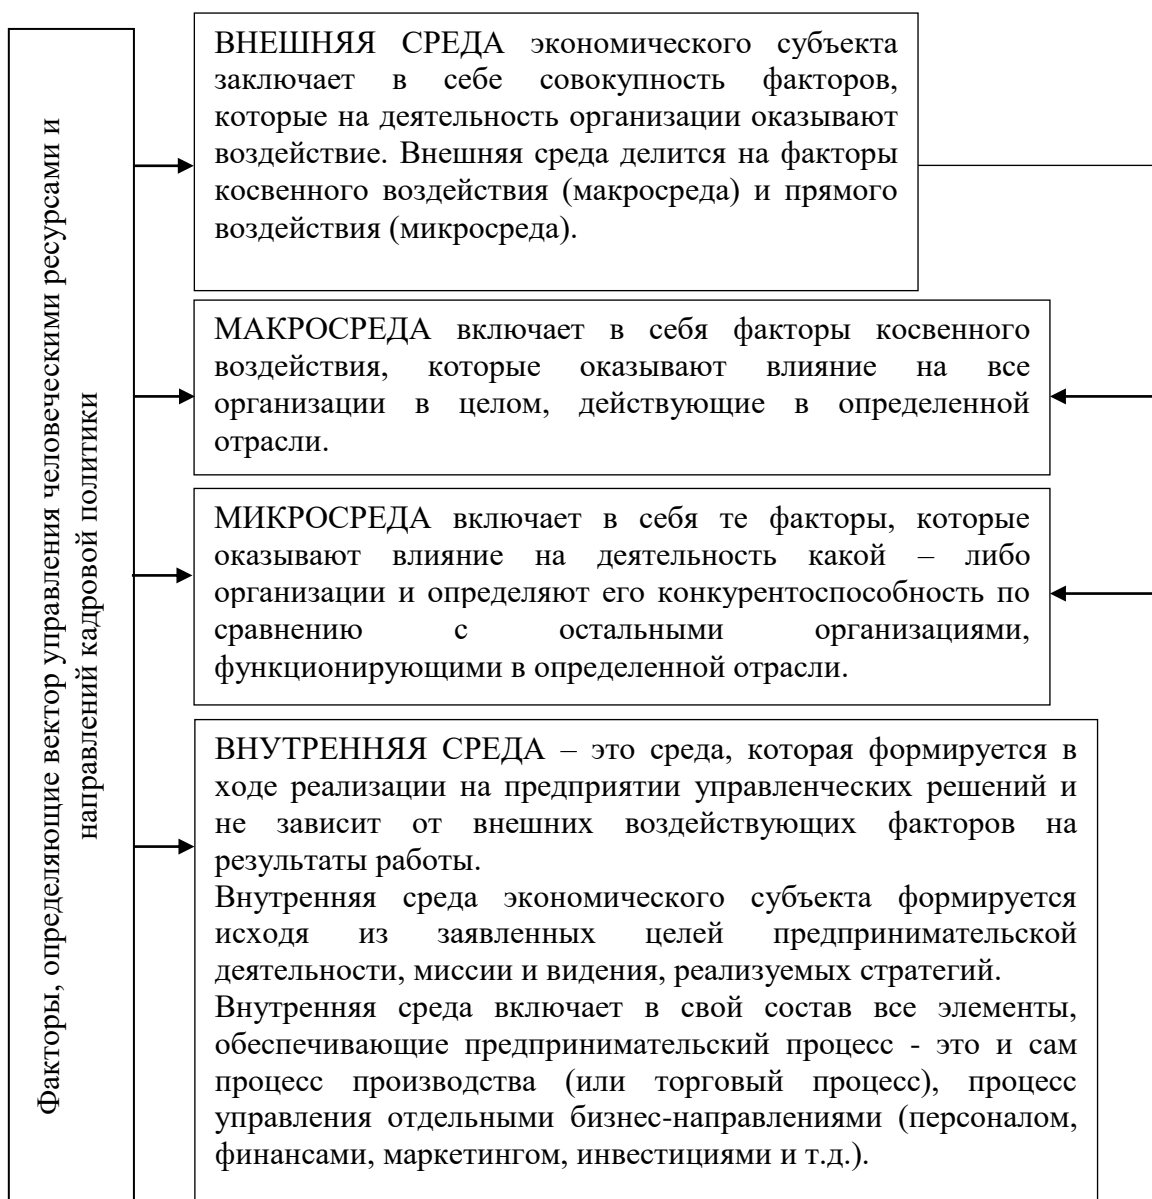 Факторы, определяющие вектор управления человеческими ресурсами и
направлений кадровой политики
ВНЕШНЯЯ СРЕДА экономического субъекта
заключает в себе совокупность факторов,
которые на деятельность организации оказывают
воздействие. Внешняя среда делится на факторы
косвенного воздействия (макросреда) и прямого
воздействия (микросреда).
МАКРОСРЕДА включает в себя факторы косвенного
воздействия, которые оказывают влияние на все
организации в целом, действующие в определенной
отрасли.
МИКРОСРЕДА включает в себя те факторы, которые
оказывают влияние на деятельность какой – либо
организации и определяют его конкурентоспособность по
сравнению с остальными организациями,
функционирующими в определенной отрасли.
ВНУТРЕННЯЯ СРЕДА – это среда, которая формируется в
ходе реализации на предприятии управленческих решений и
не зависит от внешних воздействующих факторов на
результаты работы.
Внутренняя среда экономического субъекта формируется
исходя из заявленных целей предпринимательской
деятельности, миссии и видения, реализуемых стратегий.
Внутренняя среда включает в свой состав все элементы,
обеспечивающие предпринимательский процесс - это и сам
процесс производства (или торговый процесс), процесс
управления отдельными бизнес-направлениями (персоналом,
финансами, маркетингом, инвестициями и т.д.).